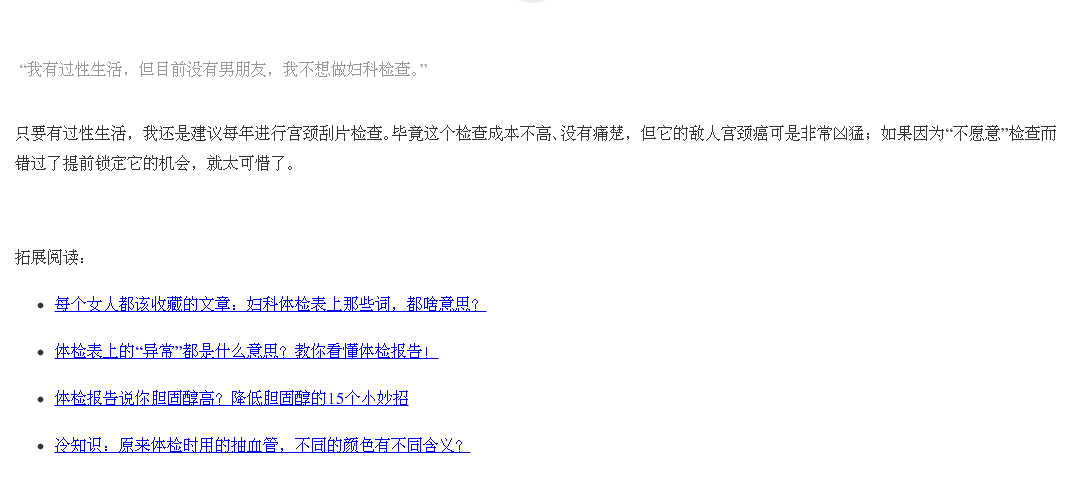 “我有过性生活，但目前没有男朋友，我不想做妇科检查。”
只要有过性生活，我还是建议每年进行宫颈刮片检查。毕竟这个检查成本不高、没有痛楚，但它的敌人宫颈癌可是非常凶猛；如果因为“不愿意”检查而
错过了提前锁定它的机会，就太可惜了。
拓展阅读：
每个女人都该收藏的文章：妇科体检表上那些词，都啥意思？
体检表上的“异常”都是什么意思？教你看懂体检报告！
体检报告说你胆固醇高？降低胆固醇的15个小妙招
冷知识：原来体检时用的抽血管，不同的颜色有不同含义？